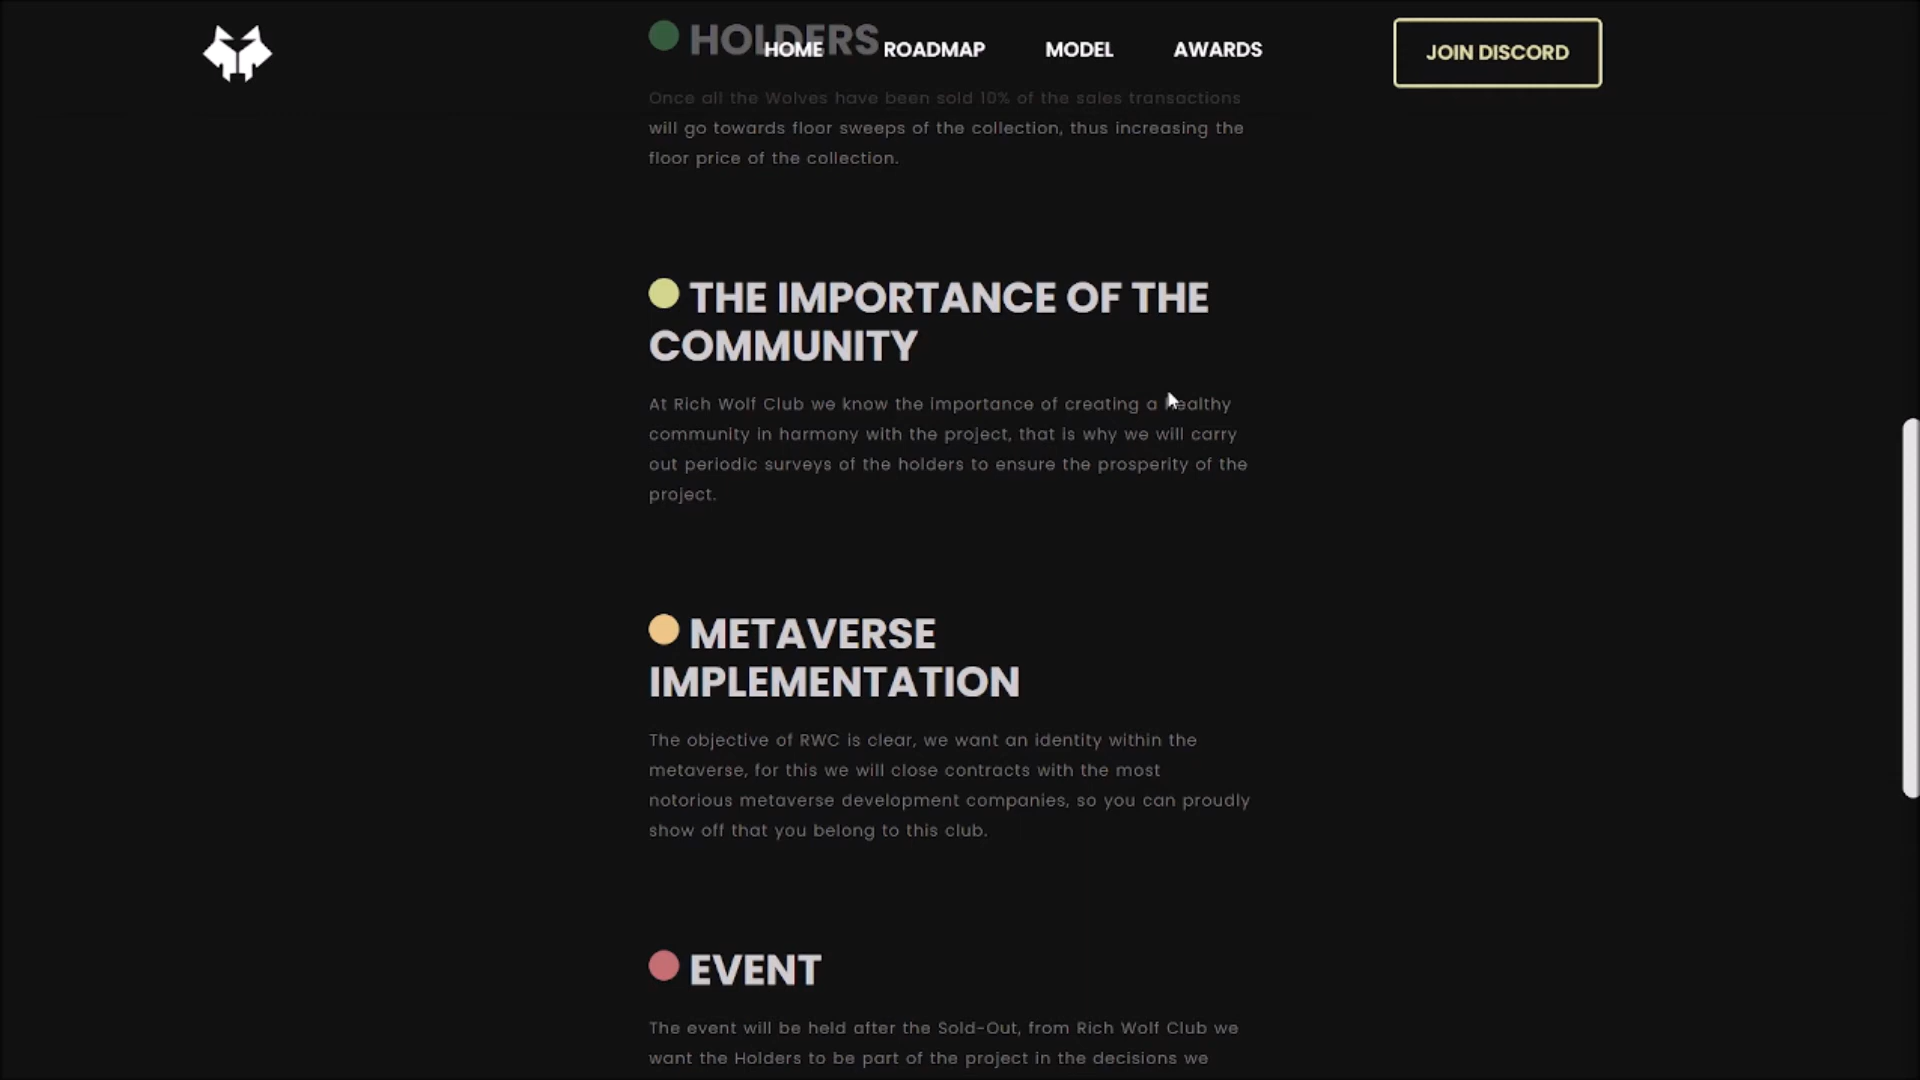 HOLDERS
HOME ROADMAP MODEL AWARDS JOIN DISCORD
Once all the Wolves have been sold 10% of the sales transactions
will go towards floor sweeps of the collection, thus increasing the
floor price of the collection.
THE IMPORTANCE OF THE
COMMUNITY
At Rich Wolf Club we know the importance of creating a healthy
community in harmony with the project, that is why we will carry
out periodic surveys of the holders to ensure the prosperity of the
project.
METAVERSE
IMPLEMENTATION
The objective of RWC is clear, we want an identity within the
metaverse, for this we will close contracts with the most
notorious metaverse development companies, so you can proudly
show off that you belong to this club.
EVENT
The event will be held after the Sold-Out, from Rich Wolf Club we
want the Holders to be part of the project in the decisions we